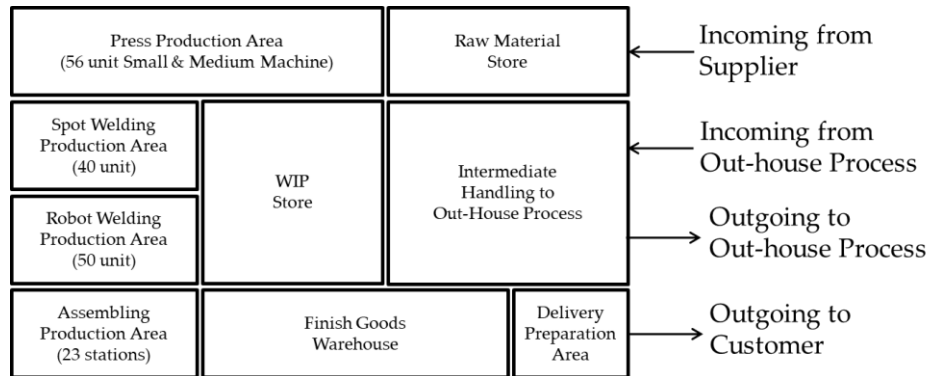 Press Production Area
(56 unit Small & Medium Machine)
Raw Material
Store
Incoming from
Supplier
Spot Welding
Production Area
(40 unit)
WIP
Store
Intermediate
Handling to
Out-House Process
Incoming from
Out-house Process
Robot Welding
Production Area
(50 unit)
Outgoing to
Out-house Process
Assembling
Production Area
(23 stations)
Finish Goods
Warehouse
Delivery
Preparation
Area
Outgoing to
Customer